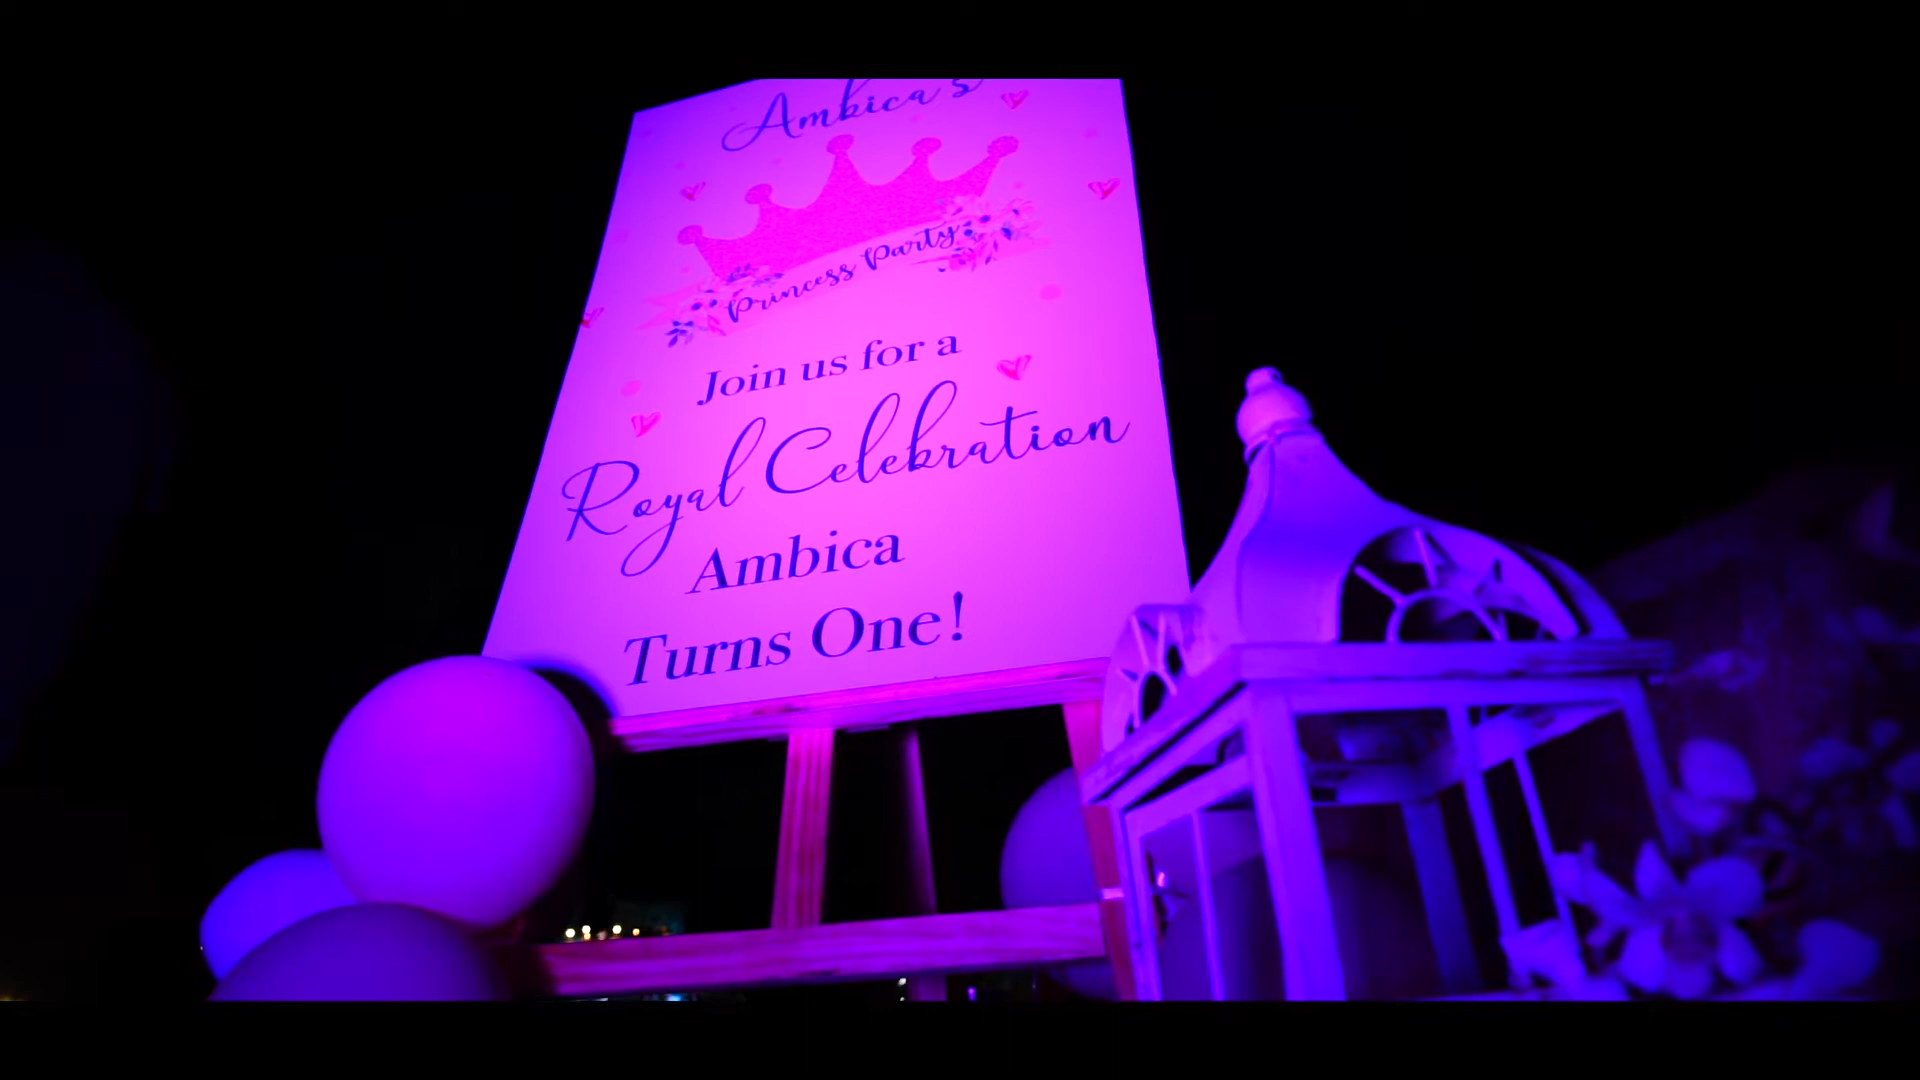 Ambica's
Princess Party
Join us for a
Royal Celebration
Ambica
Turns One!